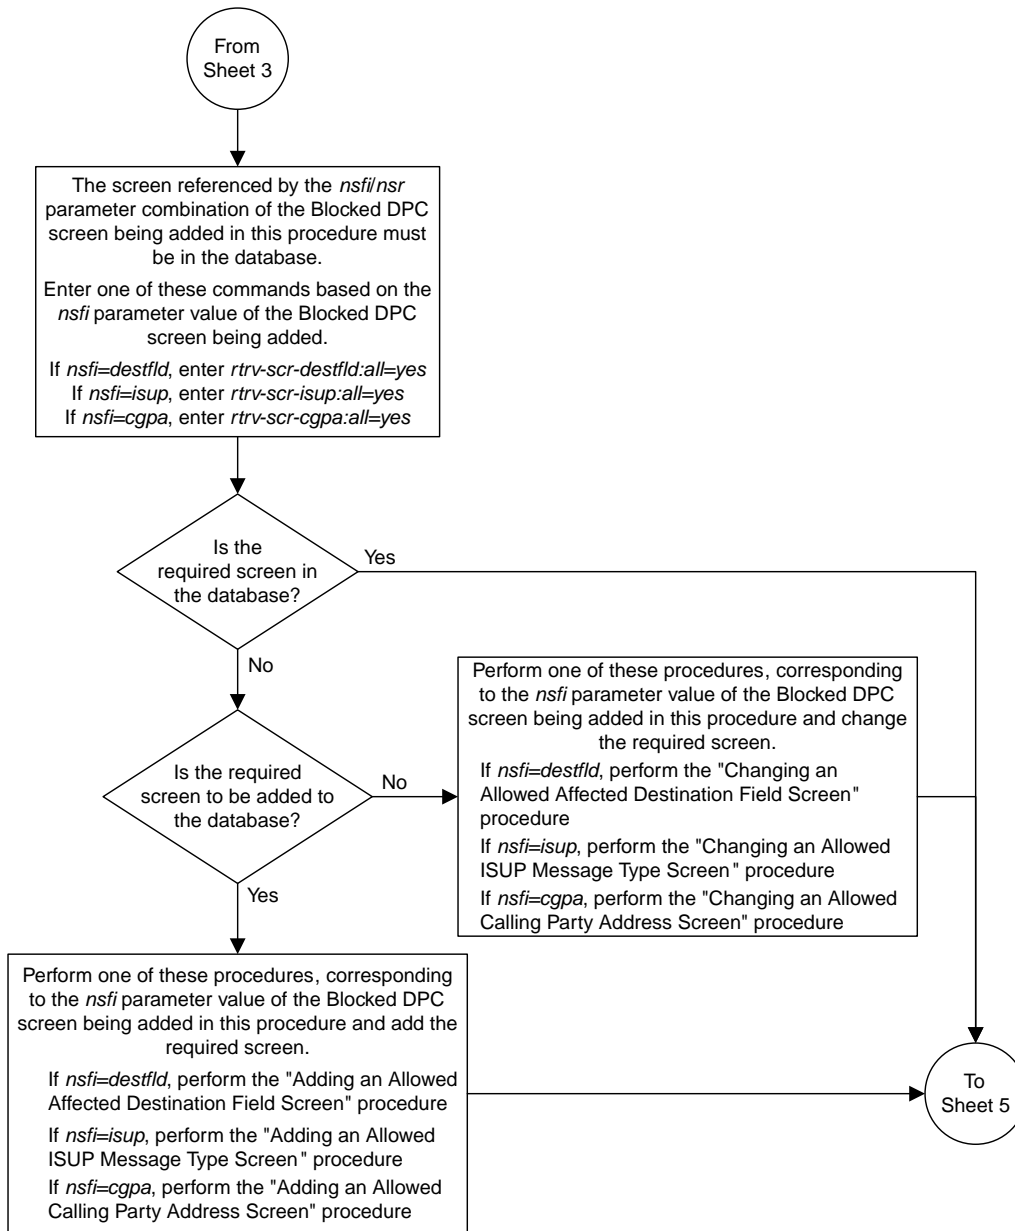 From
Sheet 3
The screen referenced by the nsfi/nsr
parameter combination of the Blocked DPC
screen being added in this procedure must
be in the database.
Enter one of these commands based on the
nsfi parameter value of the Blocked DPC
screen being added.
If nsfi=destfld, enter rtrv-scr-destfld:all=yes
If nsfi=isup, enter rtrv-scr-isup:all=yes
If nsfi=cgpa, enter rtrv-scr-cgpa:all=yes
Is the
required screen in
the database?
Yes
No
Is the required
screen to be added to
the database?
No
Yes
Perform one of these procedures, corresponding
to the nsfi parameter value of the Blocked DPC
screen being added in this procedure and change
the required screen.
If nsfi=destfld, perform the "Changing an
Allowed Affected Destination Field Screen"
procedure
If nsfi=isup, perform the "Changing an Allowed
ISUP Message Type Screen" procedure
If nsfi=cgpa, perform the "Changing an Allowed
Calling Party Address Screen" procedure
Perform one of these procedures, corresponding
to the nsfi parameter value of the Blocked DPC
screen being added in this procedure and add the
required screen.
If nsfi=destfld, perform the "Adding an Allowed
Affected Destination Field Screen" procedure
If nsfi=isup, perform the "Adding an Allowed
ISUP Message Type Screen" procedure
If nsfi=cgpa, perform the "Adding an Allowed
Calling Party Address Screen" procedure
To
Sheet 5